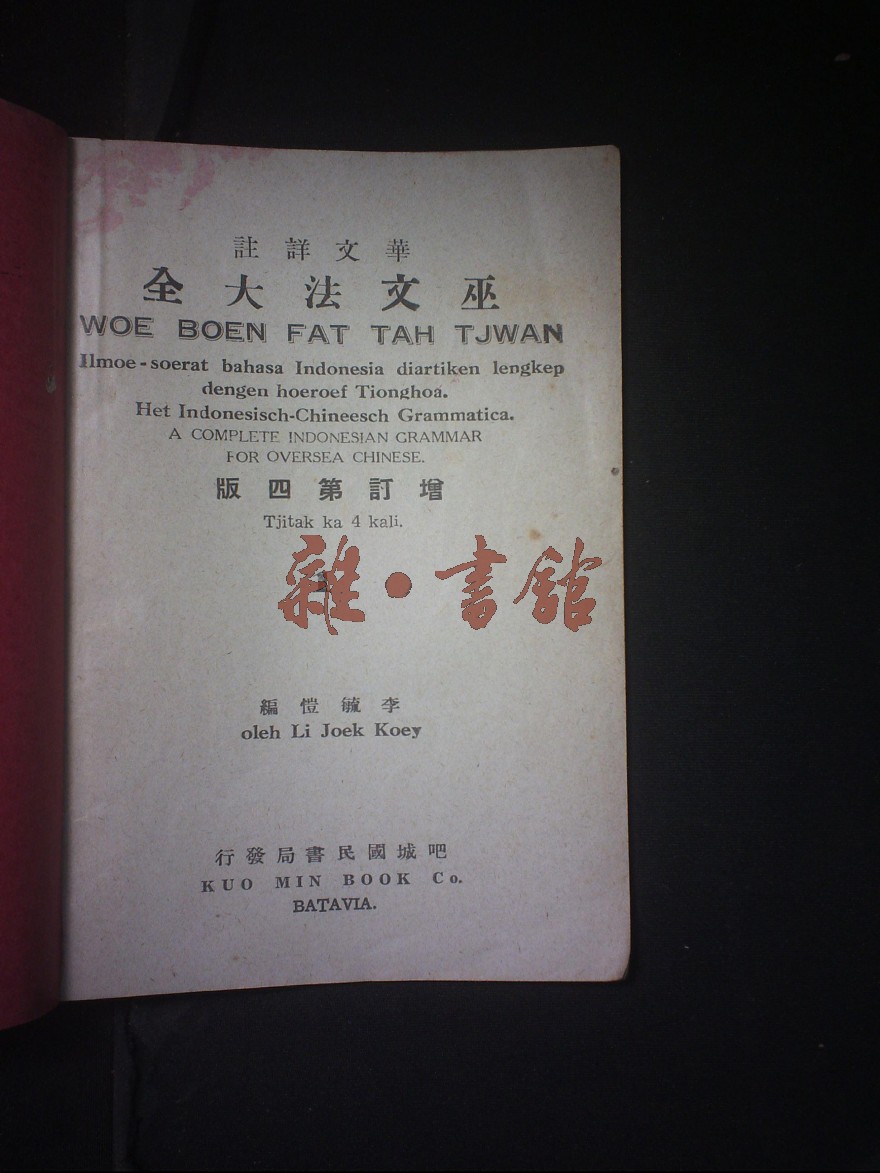 華文詳註
巫文法大全
WOE BOEN FAT TAH TJWAN
Ilmoe-soerat bahasa Indonesia diartiken lengkep
dengen hoeroef Tionghoa.
Het Indonesisch-Chineesch Grammatica.
A COMPLETE INDONESIAN GRAMMAR
FOR OVERSEA CHINESE.
增訂第四版
Tjitak ka 4 kali.
雜•書館
李毓愷編
oleh Li Joek Koey
吧城國民書局發行
KUO MIN BOOK Co.
BATAVIA.